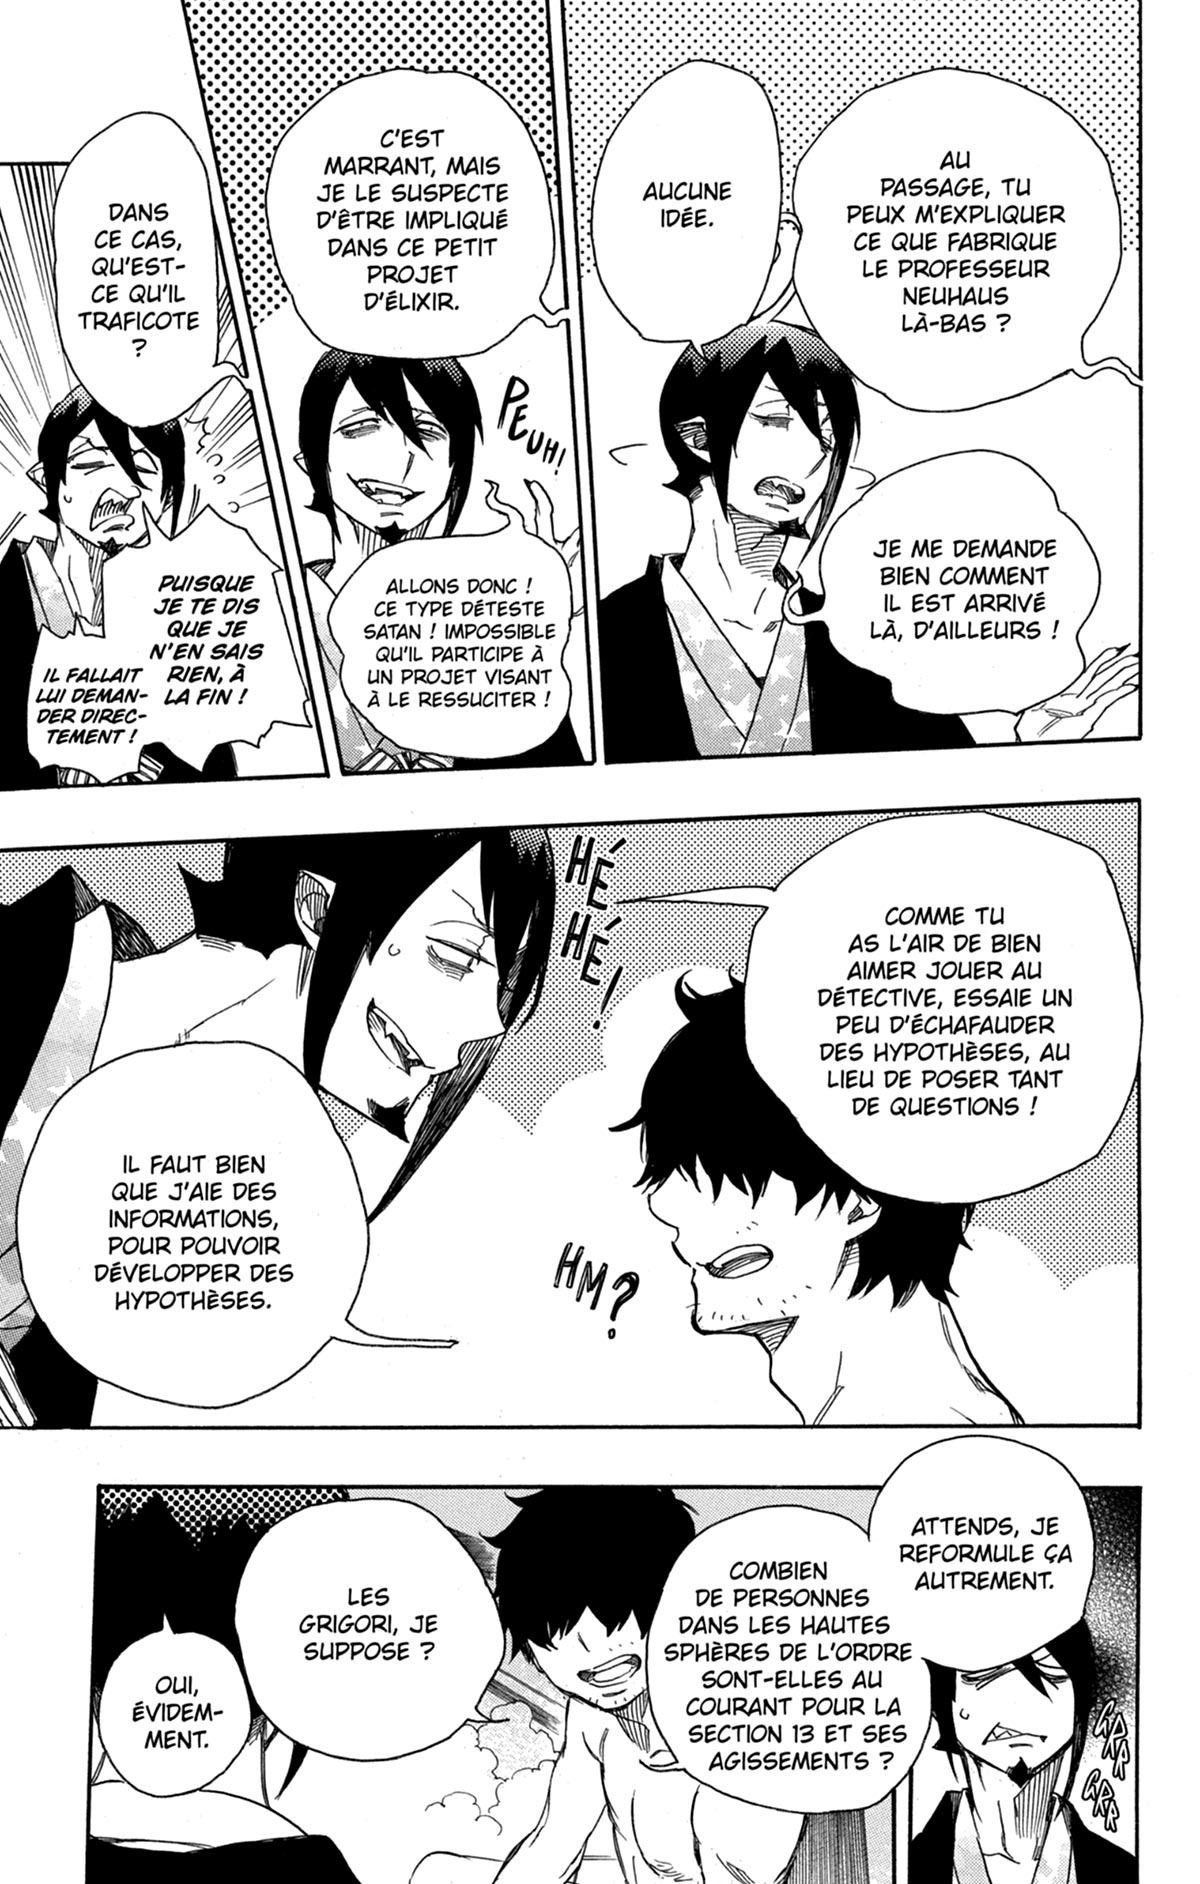 AU
PASSAGE, TU
PEUX M'EXPLIQUER
CE QUE FABRIQUE
LE PROFESSEUR
NEUHAUS
LÀ-BAS ?
AUCUNE
IDÉE.
JE ME DEMANDE
BIEN COMMENT
IL EST ARRIVÉ
LÀ, D'AILLEURS !
C'EST
MARRANT, MAIS
JE LE SUSPECTE
D'ÊTRE IMPLIQUÉ
DANS CE PETIT
PROJET
D'ÉLIXIR.
PEUH!
ALLONS DONC !
CE TYPE DÉTESTE
SATAN ! IMPOSSIBLE
QU'IL PARTICIPE À
UN PROJET VISANT
À LE RESSUCITER !
DANS
CE CAS,
QU'EST-
CE QU'IL
TRAFICOTE
?
PUISQUE
JE TE DIS
QUE JE
N'EN SAIS
RIEN, À
LA FIN !
IL FALLAIT
LUI DEMAN-
DER DIREC-
TEMENT !
COMME TU
AS L'AIR DE BIEN
AIMER JOUER AU
DÉTECTIVE, ESSAIE UN
PEU D'ÉCHAFAUDER
DES HYPOTHÈSES, AU
LIEU DE POSER TANT
DE QUESTIONS !
HÉ
HÉ!
HM?
IL FAUT BIEN
QUE J'AIE DES
INFORMATIONS,
POUR POUVOIR
DÉVELOPPER DES
HYPOTHÈSES.
ATTENDS, JE
REFORMULE ÇA
AUTREMENT.
GRR
GRR
COMBIEN
DE PERSONNES
DANS LES HAUTES
SPHÈRES DE L'ORDRE
SONT-ELLES AU
COURANT POUR LA
SECTION 13 ET SES
AGISSEMENTS ?
LES
GRIGORI, JE
SUPPOSE ?
OUI,
ÉVIDEM-
MENT.